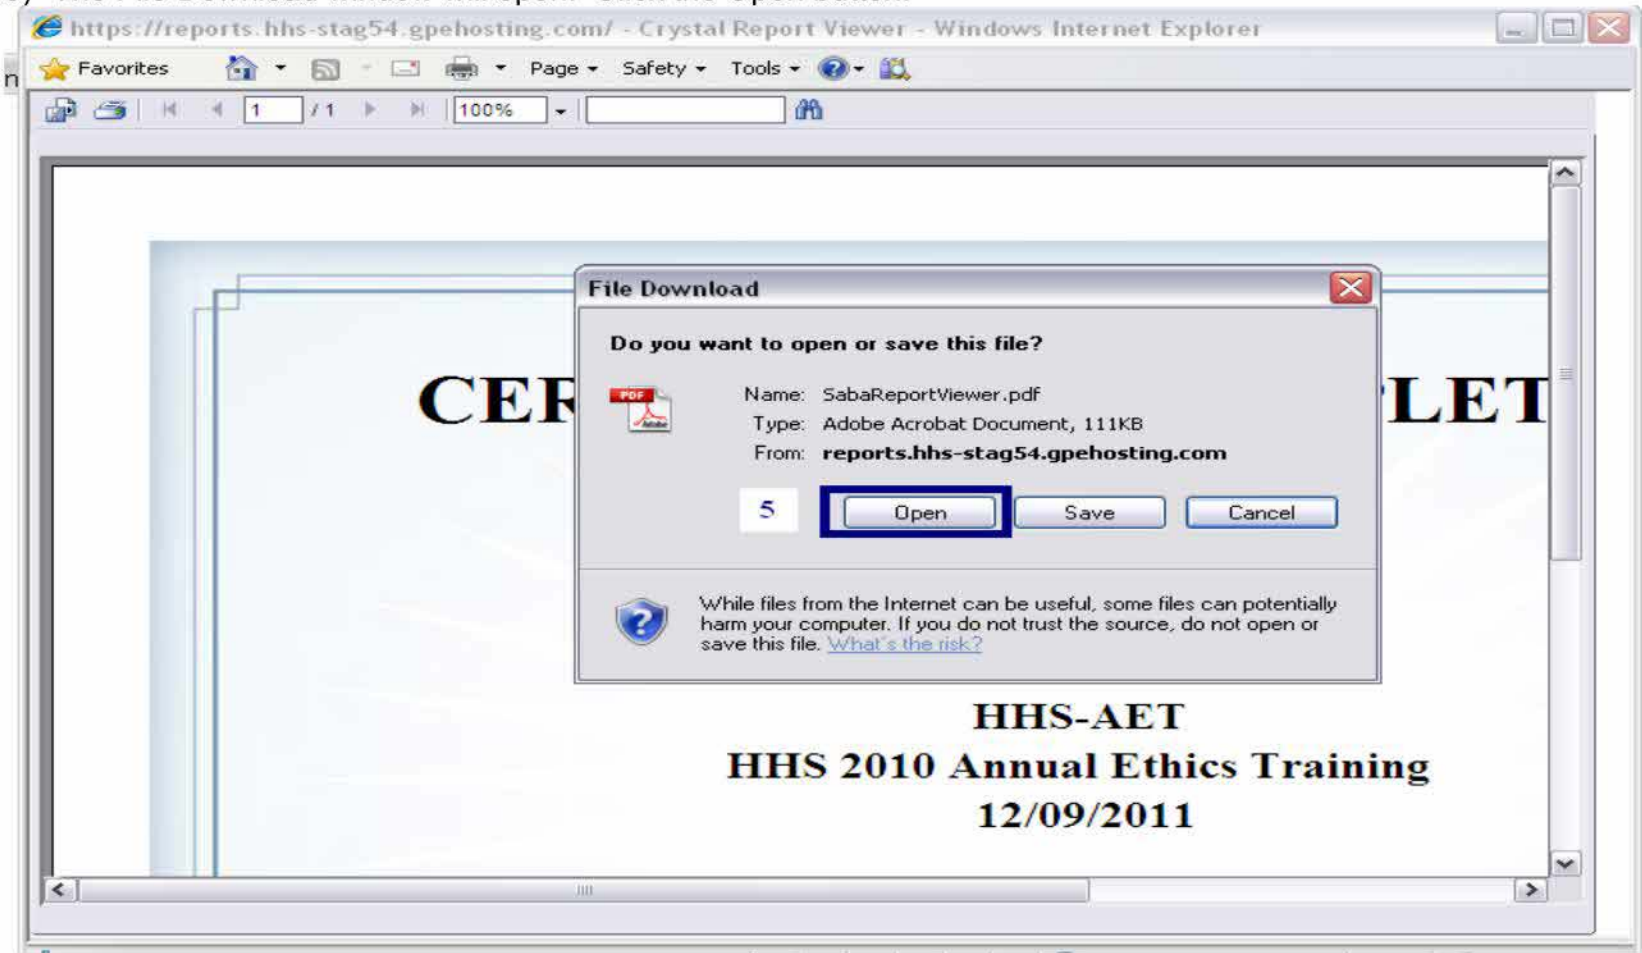 https://reports.hhs-stag54.gpehosting.com/ - Crystal Report Viewer - Windows Internet Explorer
Favorites Page Safety Tools
1 / 1 100%
File Download
Do you want to open or save this file?
CER PLET
PDF
Adobe
Name: SabaReportViewer.pdf
Type: Adobe Acrobat Document, 111KB
From: reports.hhs-stag54.gpehosting.com
5 Open Save Cancel
While files from the Internet can be useful, some files can potentially
harm your computer. If you do not trust the source, do not open or
save this file. What's the risk?
HHS-AET
HHS 2010 Annual Ethics Training
12/09/2011